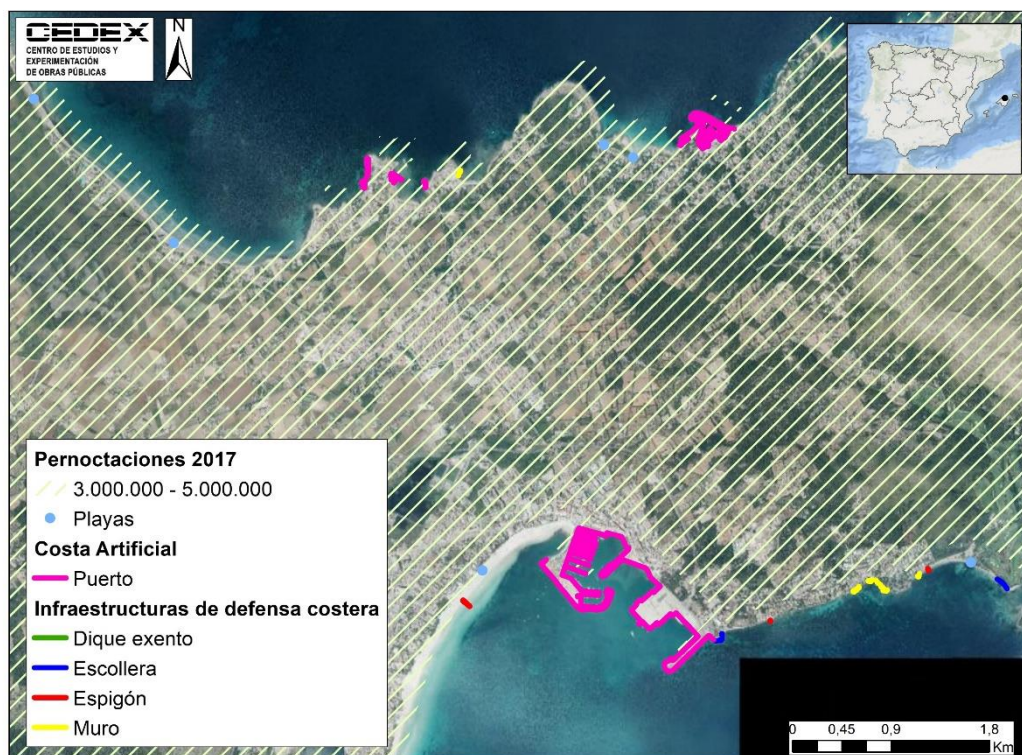 CEDEX
CENTRO DE ESTUDIOS Y
EXPERIMENTACIÓN
DE OBRAS PÚBLICAS
N
Pernoctaciones 2017
3.000.000 - 5.000.000
Playas
Costa Artificial
Puerto
Infraestructuras de defensa costera
Dique exento
Escollera
Espigón
Muro
0 0,45 0,9 1,8
Km